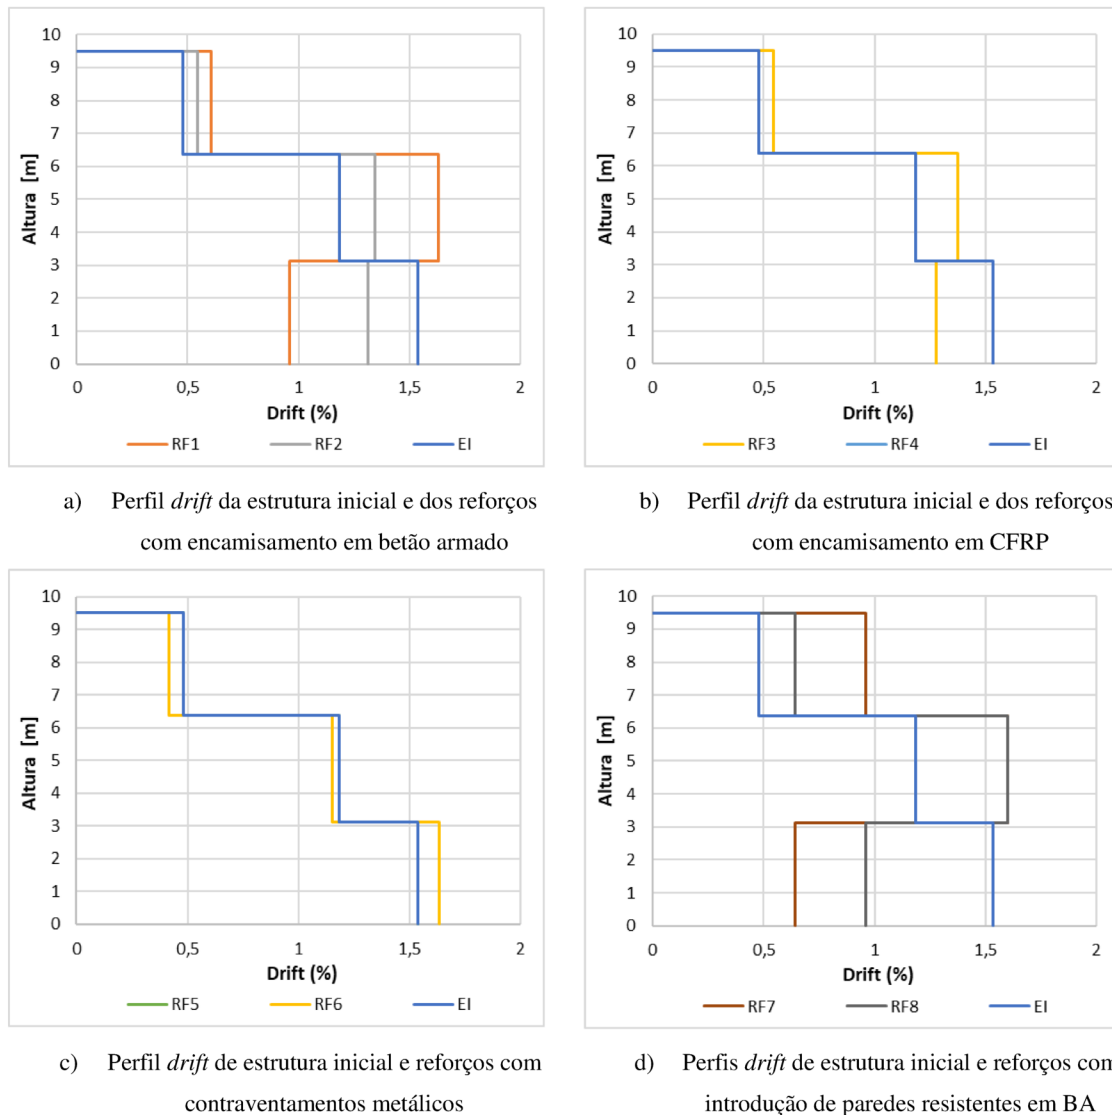 10
9
8
7
6
5
4
3
2
1
0
Altura [m]
0 0,5 1 1,5 2
Drift (%)
RF1 RF2 EI
a) Perfil drift da estrutura inicial e dos reforços
com encamisamento em betão armado
10
9
8
7
6
5
4
3
2
1
0
Altura [m]
0 0,5 1 1,5 2
Drift (%)
RF3 RF4 EI
b) Perfil drift da estrutura inicial e dos reforços
com encamisamento em CFRP
10
9
8
7
6
5
4
3
2
1
0
Altura [m]
0 0,5 1 1,5 2
Drift (%)
RF5 RF6 EI
c) Perfil drift de estrutura inicial e reforços com
contraventamentos metálicos
10
9
8
7
6
5
4
3
2
1
0
Altura [m]
0 0,5 1 1,5 2
Drift (%)
RF7 RF8 EI
d) Perfis drift de estrutura inicial e reforços com
introdução de paredes resistentes em BA